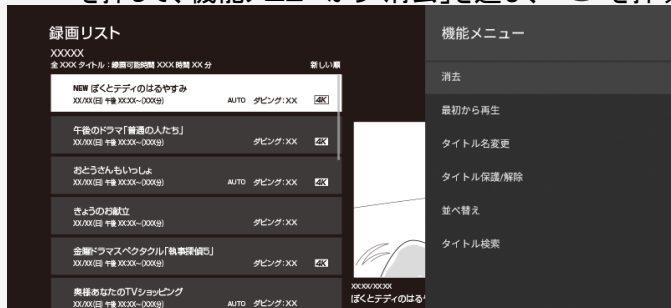 を押して、機能メニューから「消去」を選び、
を押す
録画リスト
XXXXX
全 XXX タイトル：録画可能時間 XXX 時間 XX 分
新しい順
NEW ぼくとテディのはるやすみ
XX/XX(日) 午後 XX:XX～(XXX分)
AUTO ダビング：XX 4K
午後のドラマ「普通の人たち」
XX/XX(日) 午後 XX:XX～(XXX分)
ダビング：XX 4K
おとうさんもいっしょ
XX/XX(日) 午後 XX:XX～(XXX分)
AUTO ダビング：XX 4K
きょうのお献立
XX/XX(日) 午後 XX:XX～(XXX分)
ダビング：XX
金曜ドラマスペクタクル「執事探偵5」
XX/XX(日) 午後 XX:XX～(XXX分)
ダビング：XX 4K
奥様あなたのTVショッピング
XX/XX(日) 午後 XX:XX～(XXX分)
AUTO ダビング：XX
XX:XX/XX:XX
ぼくとテディのはるや
機能メニュー
消去
最初から再生
タイトル名変更
タイトル保護/解除
並べ替え
タイトル検索